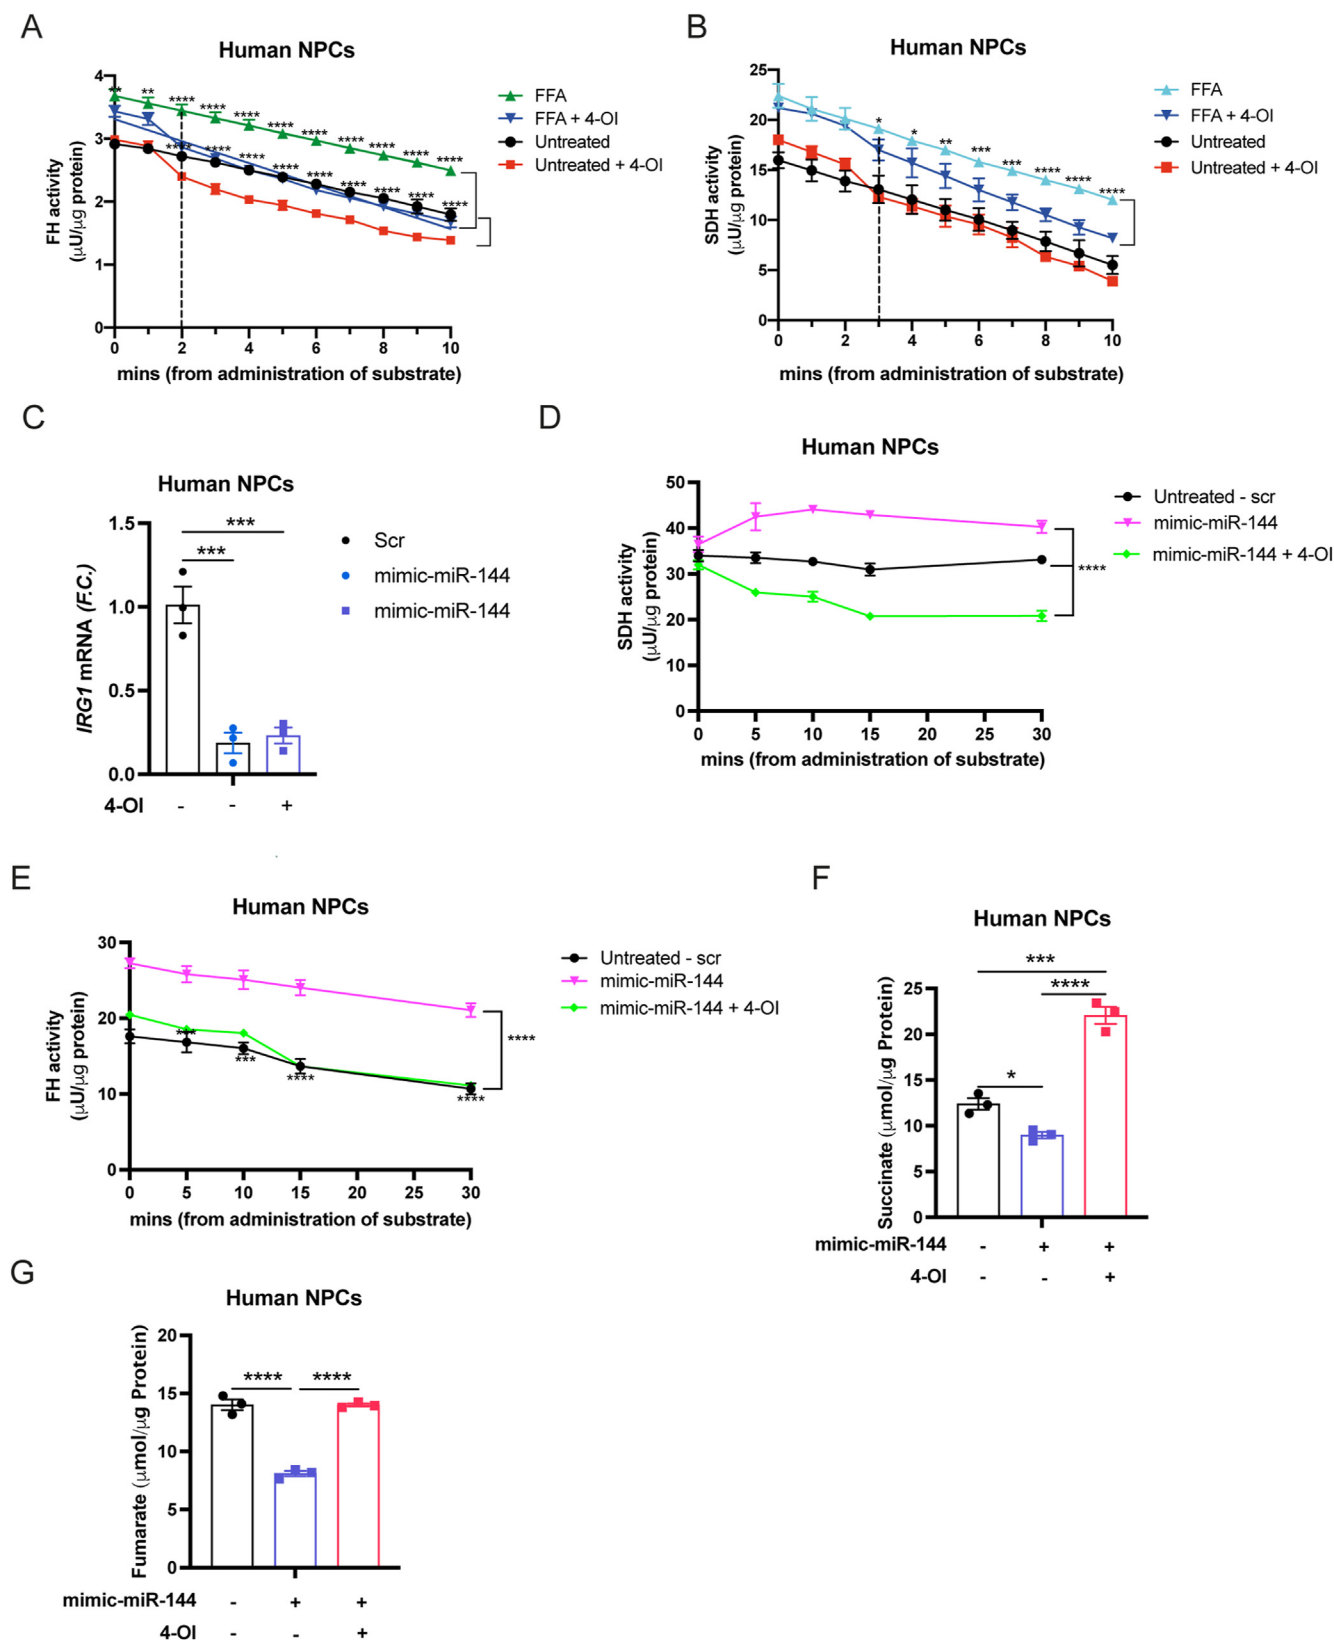 A
Human NPCs
FH activity
(μU/μg protein)
4
3
2
1
0
** ** **** **** **** **** **** **** **** **** ****
**** **** **** **** **** **** **** **** ****
0 2 4 6 8 10
mins (from administration of substrate)
FFA
FFA + 4-OI
Untreated
Untreated + 4-OI
B
Human NPCs
SDH activity
(μU/μg protein)
25
20
15
10
5
0
* * ** *** *** **** **** ****
0 2 4 6 8 10
mins (from administration of substrate)
FFA
FFA + 4-OI
Untreated
Untreated + 4-OI
C
Human NPCs
IRG1 mRNA (F.C.)
1.5
1.0
0.5
0.0
***
***
4-OI - - +
Scr
mimic-miR-144
mimic-miR-144
D
Human NPCs
SDH activity
(μU/μg protein)
50
40
30
20
10
0
****
0 5 10 15 20 25 30
mins (from administration of substrate)
Untreated - scr
mimic-miR-144
mimic-miR-144 + 4-OI
E
Human NPCs
FH activity
(μU/μg protein)
30
20
10
0
*** *** **** ****
****
0 5 10 15 20 25 30
mins (from administration of substrate)
Untreated - scr
mimic-miR-144
mimic-miR-144 + 4-OI
F
Human NPCs
Succinate (μmol/μg Protein)
25
20
15
10
5
0
***
****
*
mimic-miR-144 - + +
4-OI - - +
G
Human NPCs
Fumarate (μmol/μg Protein)
20
15
10
5
0
**** ****
mimic-miR-144 - + +
4-OI - - +